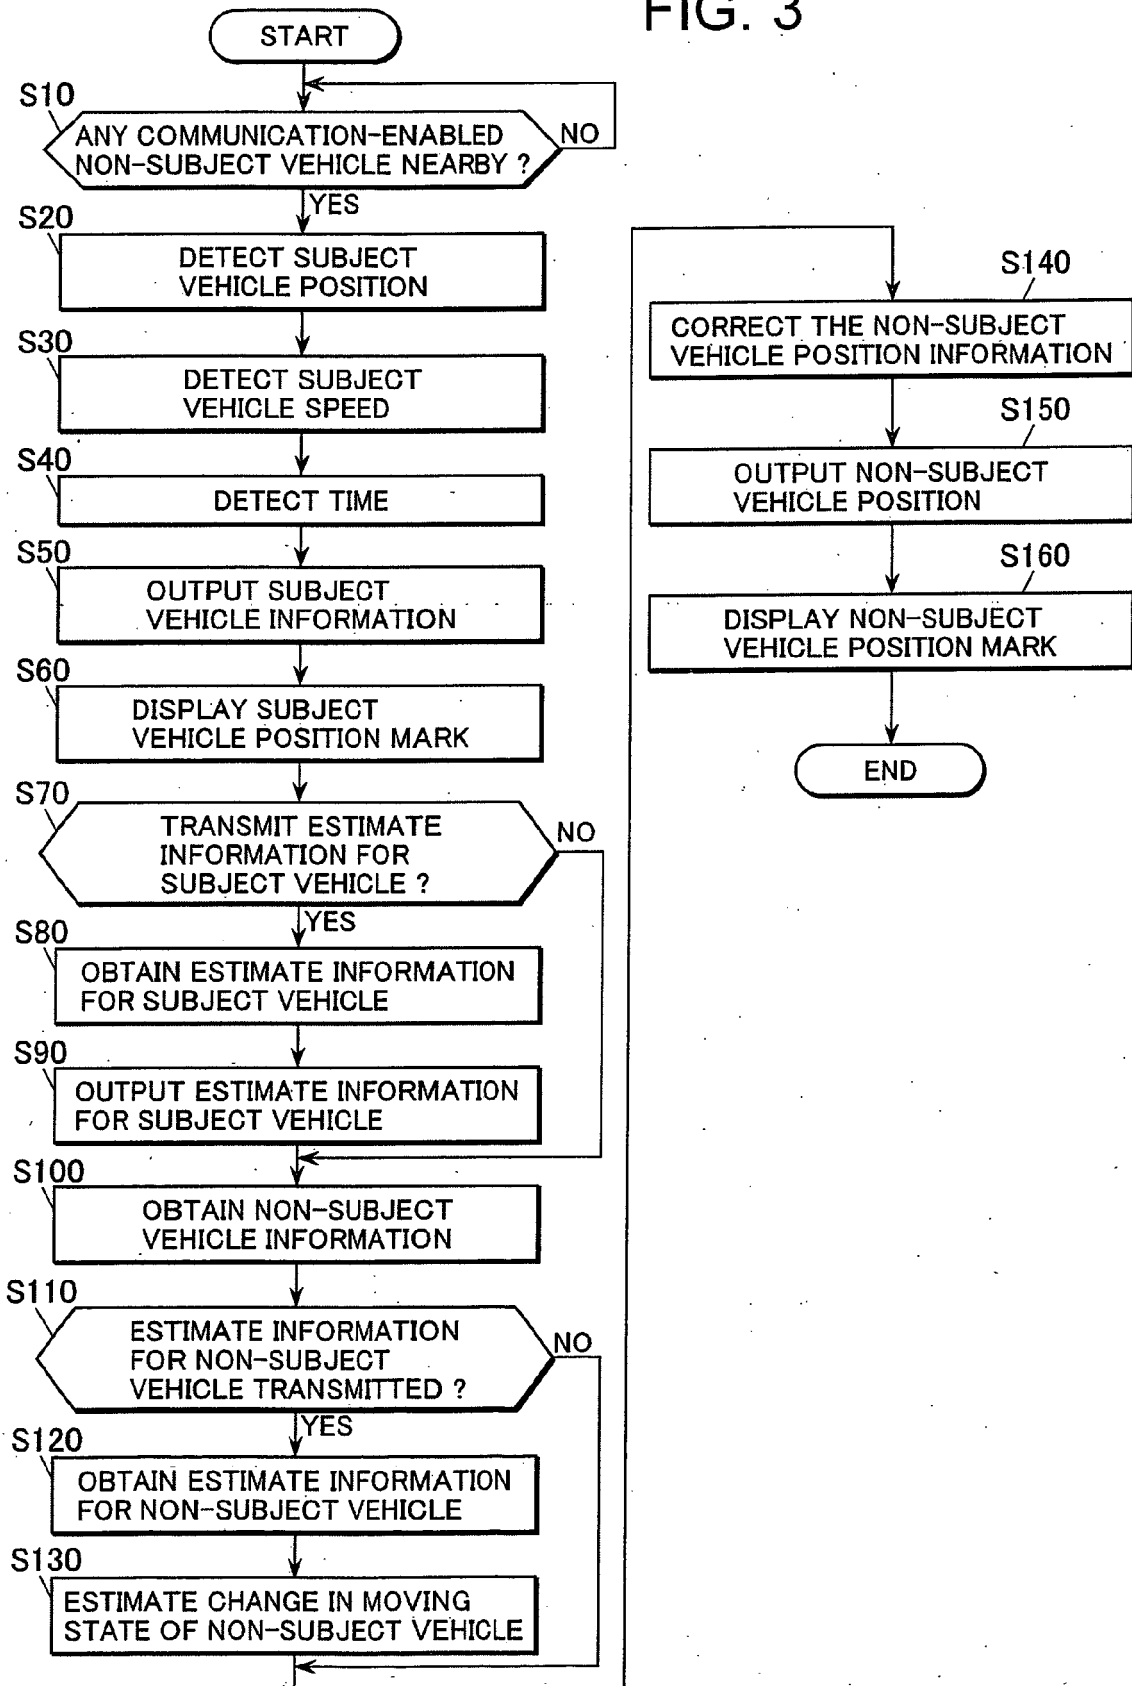 FIG. 3
START
S10
ANY COMMUNICATION-ENABLED
NON-SUBJECT VEHICLE NEARBY ?
NO
YES
S20
DETECT SUBJECT
VEHICLE POSITION
S30
DETECT SUBJECT
VEHICLE SPEED
S40
DETECT TIME
S50
OUTPUT SUBJECT
VEHICLE INFORMATION
S60
DISPLAY SUBJECT
VEHICLE POSITION MARK
S70
TRANSMIT ESTIMATE
INFORMATION FOR
SUBJECT VEHICLE ?
NO
YES
S80
OBTAIN ESTIMATE INFORMATION
FOR SUBJECT VEHICLE
S90
OUTPUT ESTIMATE INFORMATION
FOR SUBJECT VEHICLE
S100
OBTAIN NON-SUBJECT
VEHICLE INFORMATION
S110
ESTIMATE INFORMATION
FOR NON-SUBJECT
VEHICLE TRANSMITTED ?
NO
YES
S120
OBTAIN ESTIMATE INFORMATION
FOR NON-SUBJECT VEHICLE
S130
ESTIMATE CHANGE IN MOVING
STATE OF NON-SUBJECT VEHICLE
S140
CORRECT THE NON-SUBJECT
VEHICLE POSITION INFORMATION
S150
OUTPUT NON-SUBJECT
VEHICLE POSITION
S160
DISPLAY NON-SUBJECT
VEHICLE POSITION MARK
END